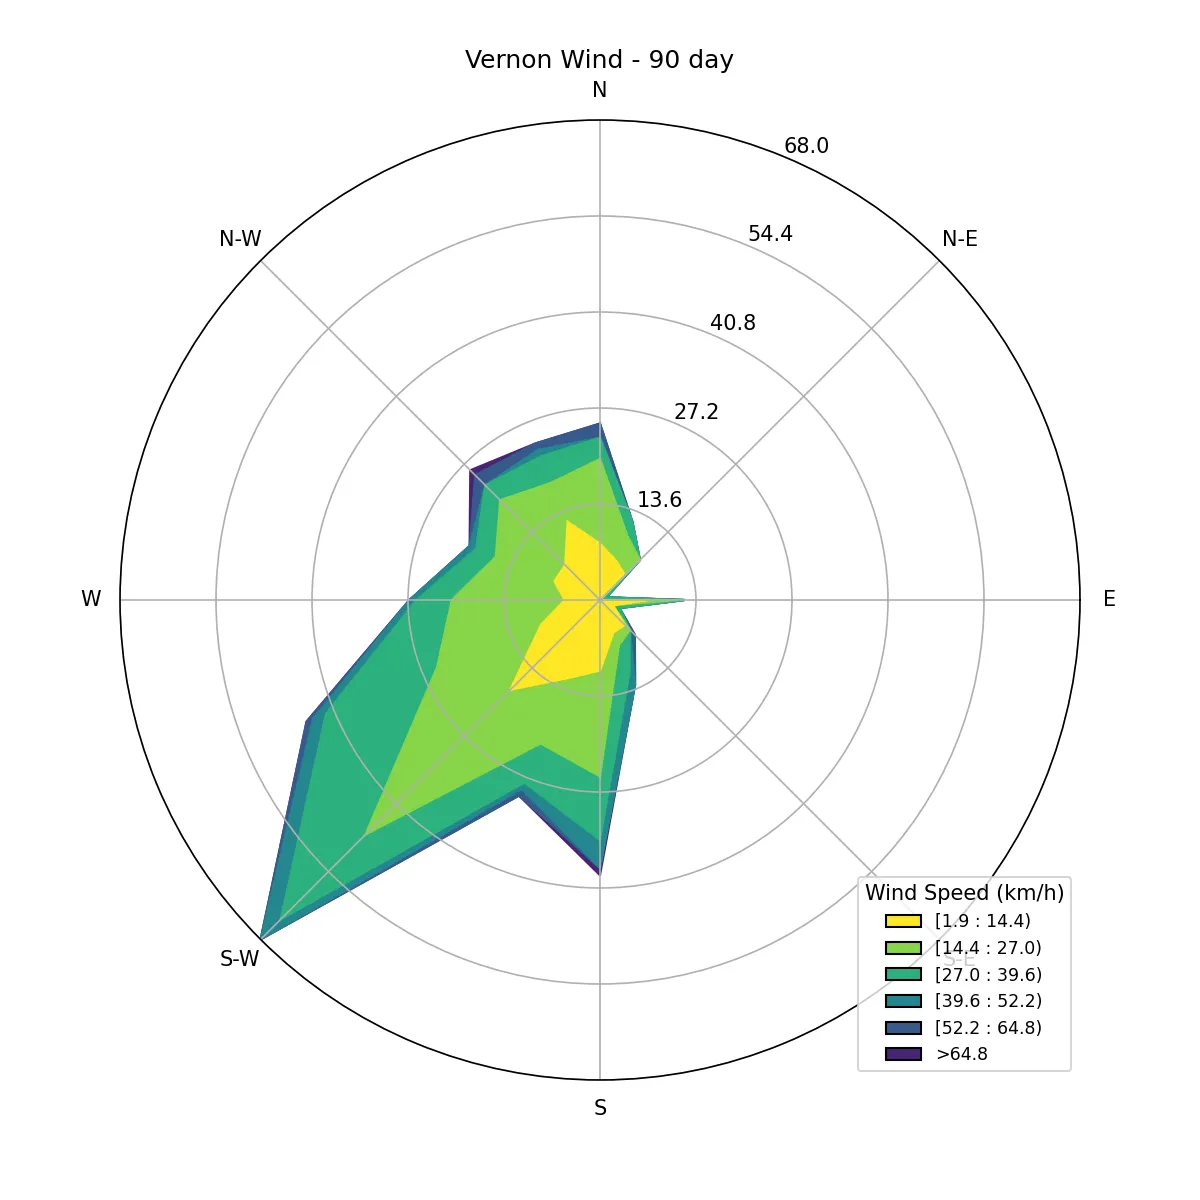 Vernon Wind - 90 day
N
68.0
N-W
54.4
N-E
40.8
27.2
13.6
W
E
S-W
S-E
S
Wind Speed (km/h)
[1.9 : 14.4)
[14.4 : 27.0)
[27.0 : 39.6)
[39.6 : 52.2)
[52.2 : 64.8)
>64.8